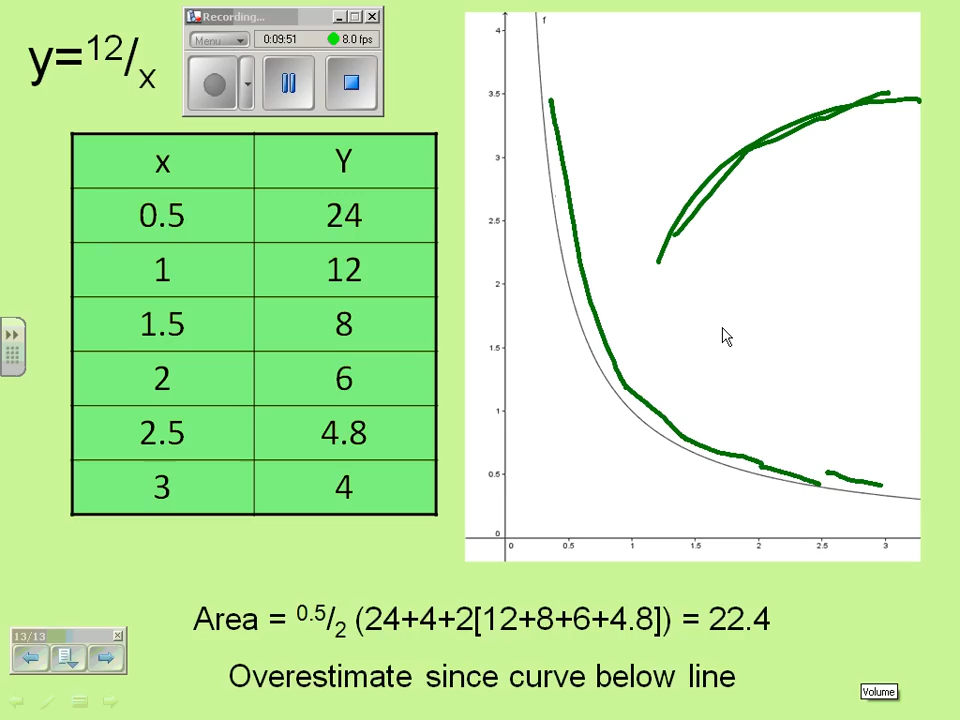 y=12/x
Recording...
Menu 0:09:51 8.0 fps
x Y
0.5 24
1 12
1.5 8
2 6
2.5 4.8
3 4
f
4
3.5
3
2.5
2
1.5
1
0.5
0
0 0.5 1 1.5 2 2.5 3
Area = 0.5/2 (24+4+2[12+8+6+4.8]) = 22.4
Overestimate since curve below line
13/13
Volume